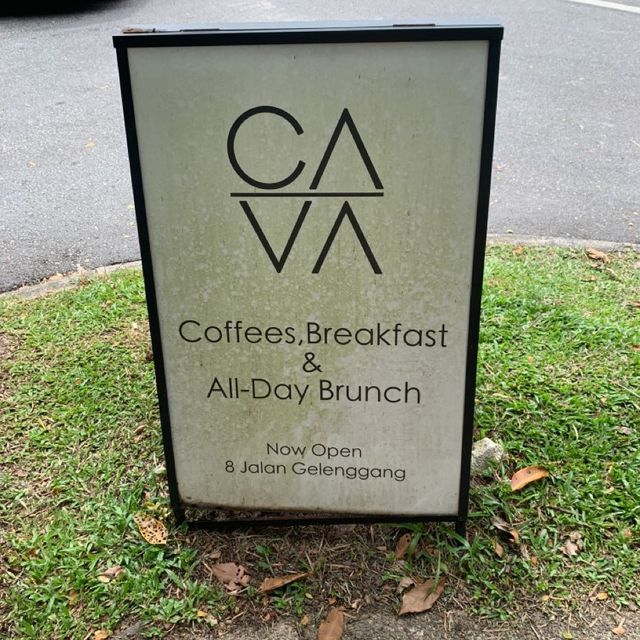 CA
VA
Coffees,Breakfast
&
All-Day Brunch
Now Open
8 Jalan Gelenggang